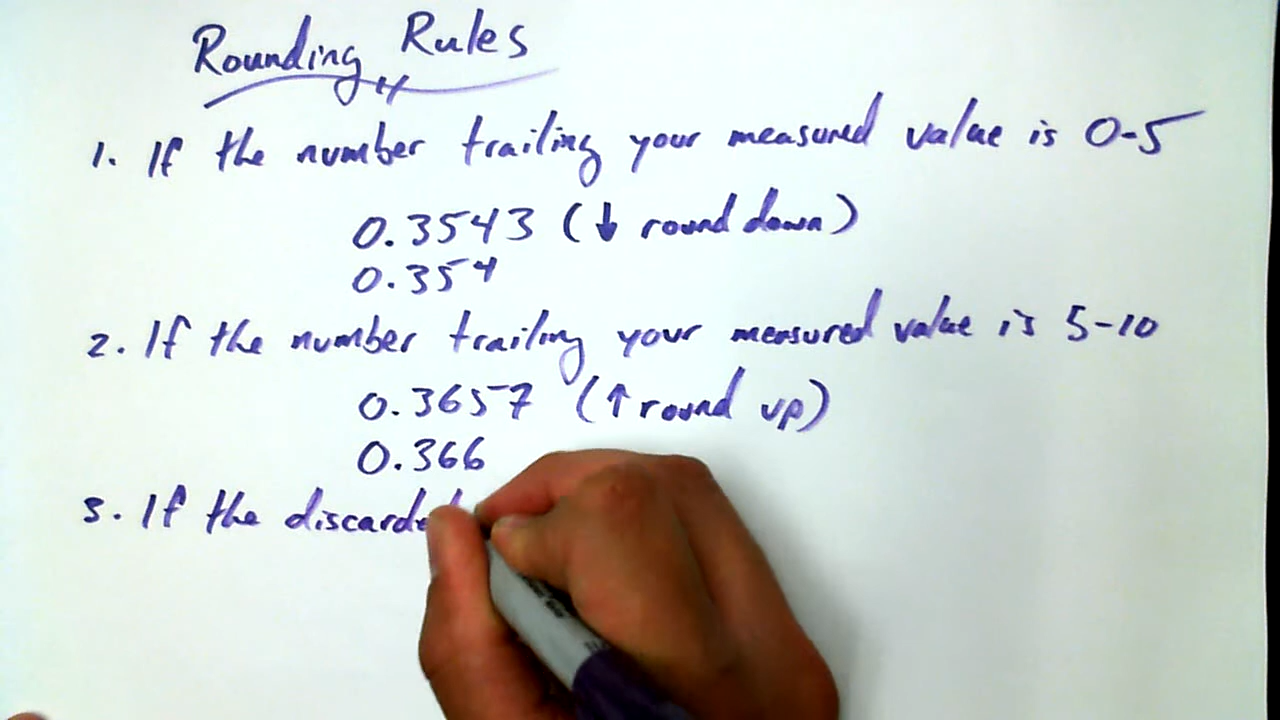 Rounding Rules
1. If the number trailing your measured value is 0-5
0.3543 (↓ round down)
0.354
2. If the number trailing your measured value is 5-10
0.3657 (↑ round up)
0.366
3. If the